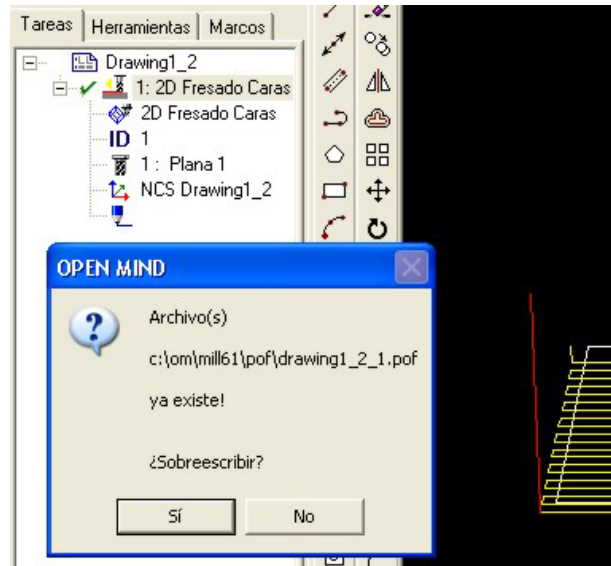 Tareas Herramientas Marcos
Drawing1_2
1: 2D Fresado Caras
2D Fresado Caras
ID 1
1 : Plana 1
NCS Drawing1_2
OPEN MIND
Archivo(s)
c:\om\mill61\pof\drawing1_2_1.pof
ya existe!
¿Sobreescribir?
Sí No